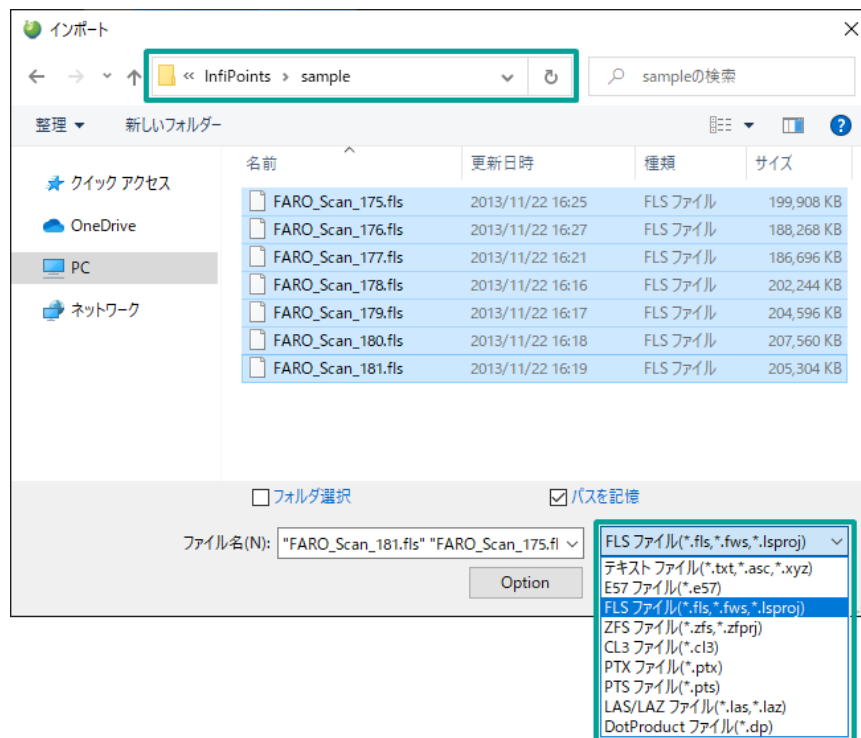 インポート
« InfiPoints › sample
sampleの検索
整理 新しいフォルダー
名前 更新日時 種類 サイズ
クイック アクセス
OneDrive
PC
ネットワーク
FARO_Scan_175.fls 2013/11/22 16:25 FLS ファイル 199,908 KB
FARO_Scan_176.fls 2013/11/22 16:27 FLS ファイル 188,268 KB
FARO_Scan_177.fls 2013/11/22 16:21 FLS ファイル 186,696 KB
FARO_Scan_178.fls 2013/11/22 16:16 FLS ファイル 202,244 KB
FARO_Scan_179.fls 2013/11/22 16:17 FLS ファイル 204,596 KB
FARO_Scan_180.fls 2013/11/22 16:18 FLS ファイル 207,560 KB
FARO_Scan_181.fls 2013/11/22 16:19 FLS ファイル 205,304 KB
フォルダ選択 パスを記憶
ファイル名(N): "FARO_Scan_181.fls" "FARO_Scan_175.fl
FLS ファイル(*.fls,*.fws,*.lsproj)
Option
テキスト ファイル(*.txt,*.asc,*.xyz)
E57 ファイル(*.e57)
FLS ファイル(*.fls,*.fws,*.lsproj)
ZFS ファイル(*.zfs,*.zfprj)
CL3 ファイル(*.cl3)
PTX ファイル(*.ptx)
PTS ファイル(*.pts)
LAS/LAZ ファイル(*.las,*.laz)
DotProduct ファイル(*.dp)